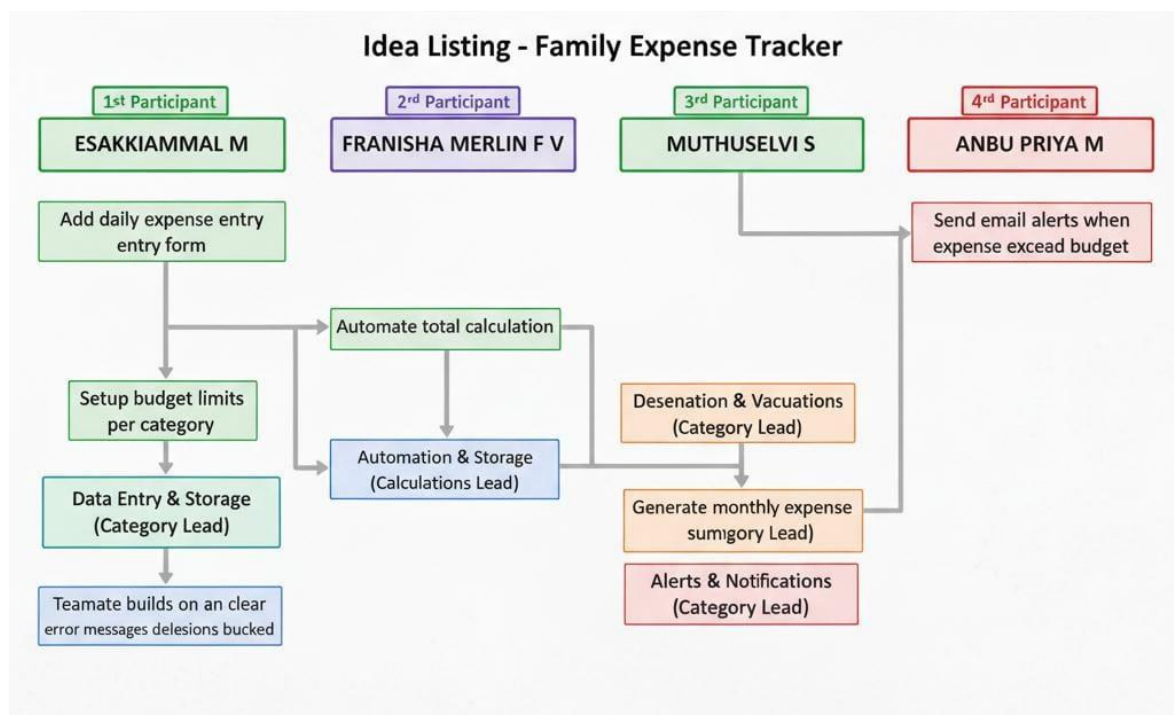 Idea Listing - Family Expense Tracker
1st Participant
ESAKKIAMMAL M
2rd Participant
FRANISHA MERLIN F V
3rd Participant
MUTHUSELVI S
4rd Participant
ANBU PRIYA M
Add daily expense entry
entry form
Setup budget limits
per category
Data Entry & Storage
(Category Lead)
Teamate builds on an clear
error messages delesions bucked
Automate total calculation
Automation & Storage
(Calculations Lead)
Desenation & Vacuations
(Category Lead)
Generate monthly expense
sumigory Lead)
Alerts & Notifications
(Category Lead)
Send email alerts when
expense excead budget